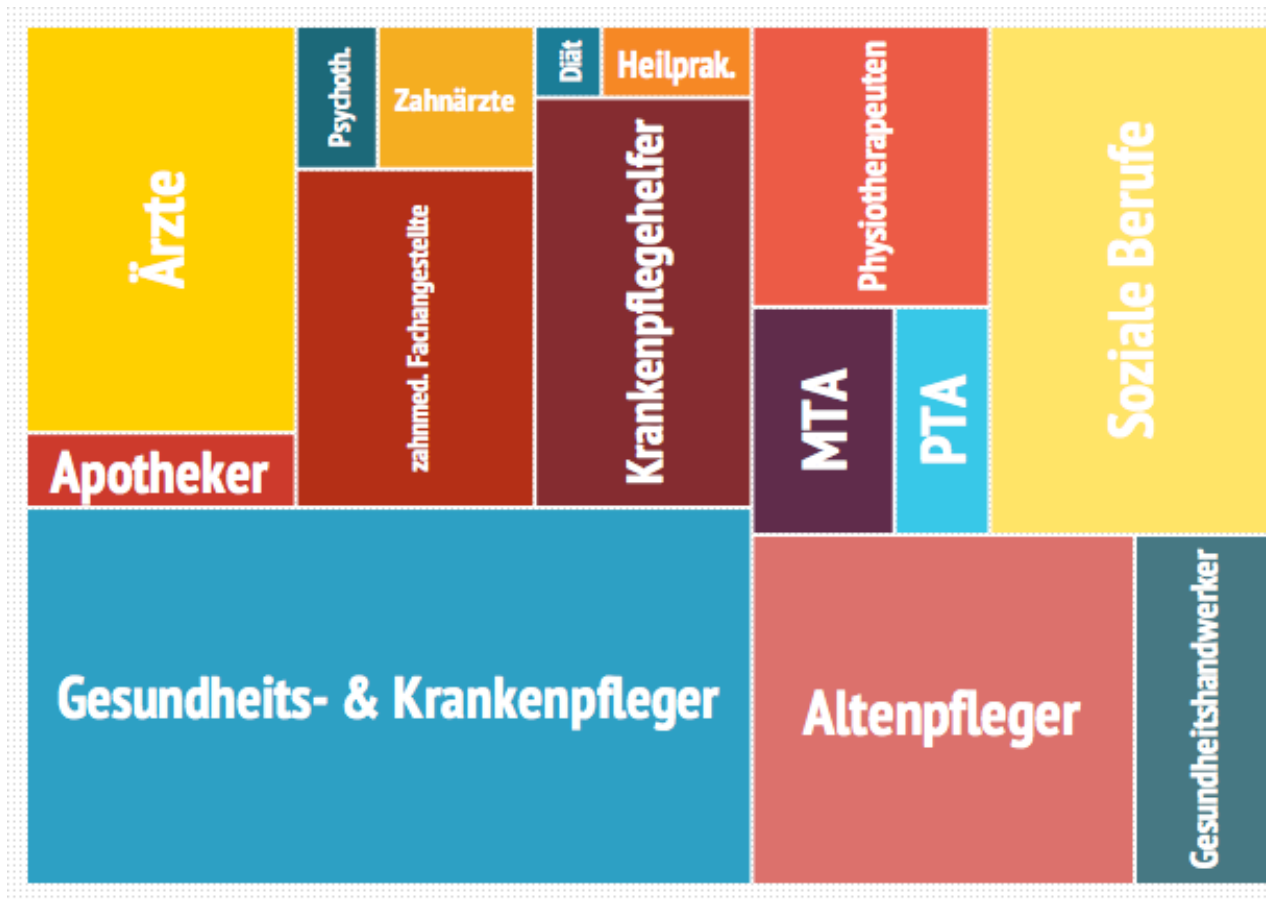 Ärzte
Psychoth.
Zahnärzte
Diät
Heilprak.
Physiotherapeuten
Soziale Berufe
zahnmed. Fachangestellte
Krankenpflegehelfer
MTA
PTA
Apotheker
Gesundheits- & Krankenpfleger
Altenpfleger
Gesundheitshandwerker